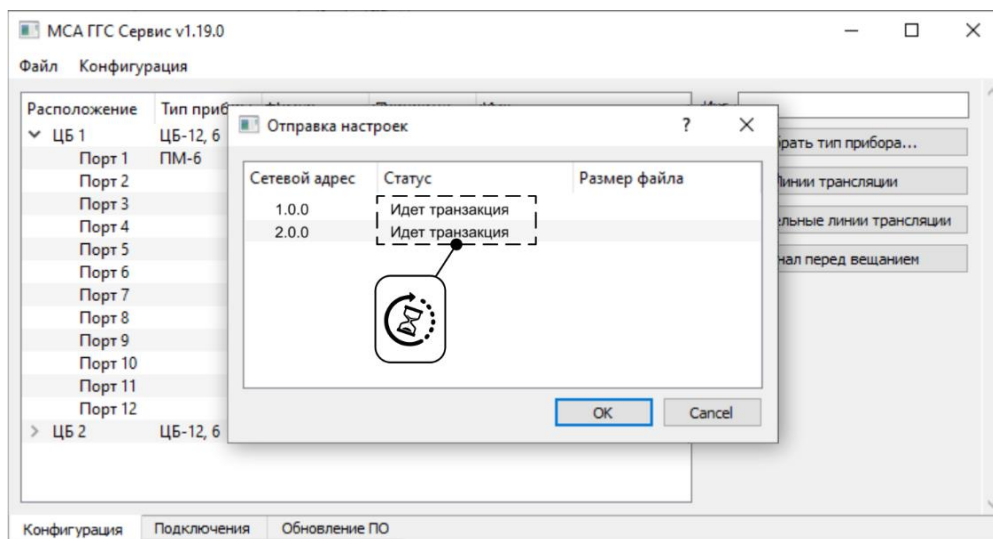 МСА ГГС Сервис v1.19.0
Файл Конфигурация
Расположение Тип приб
Отправка настроек ?
ЦБ 1 ЦБ-12, 6
рать тип прибора...
Порт 1 ПМ-6
Сетевой адрес Статус Размер файла
Порт 2
Линии трансляции
Порт 3
1.0.0 Идет транзакция
Порт 4
2.0.0 Идет транзакция
ельные линии трансляции
Порт 5
нал перед вещанием
Порт 6
Порт 7
Порт 8
Порт 9
Порт 10
Порт 11
Порт 12
OK Cancel
ЦБ 2 ЦБ-12, 6
Конфигурация Подключения Обновление ПО